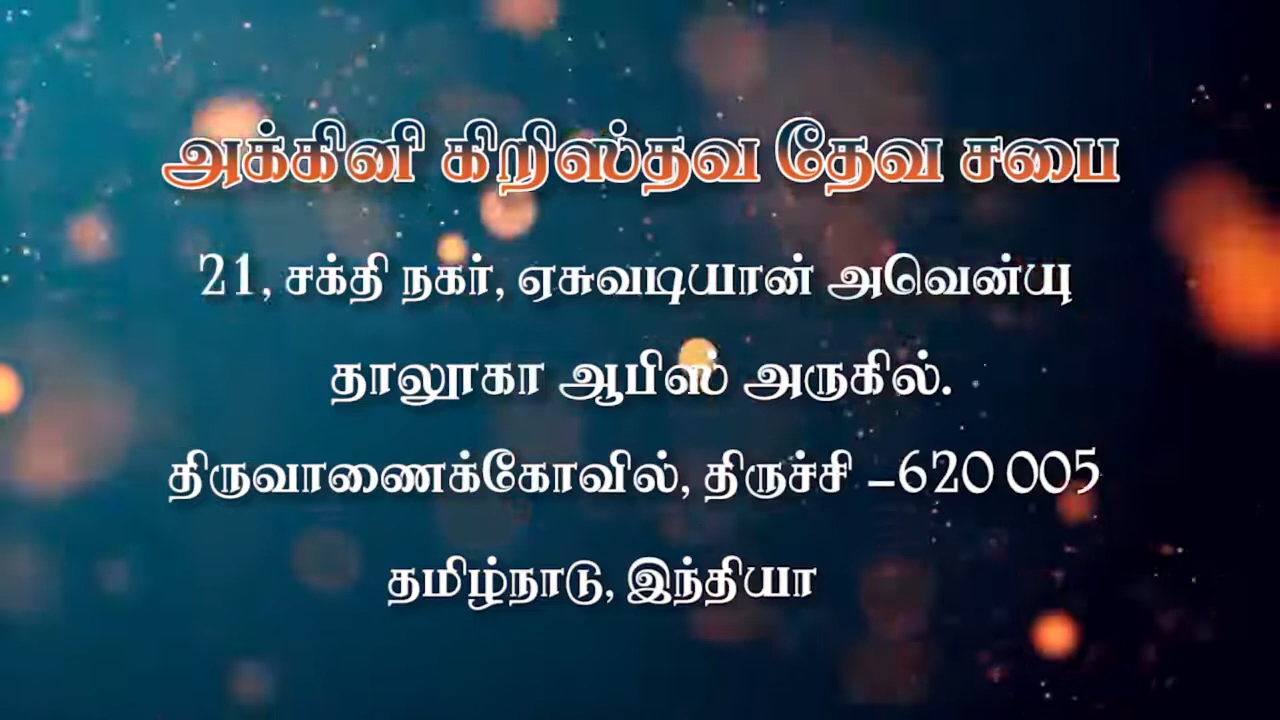 அக்கினி கிறிஸ்தவ தேவ சபை
21, சக்தி நகர், ஏசுவடியான் அவென்யு
தாலூகா ஆபிஸ் அருகில்.
திருவாணைக்கோவில், திருச்சி -620 005
தமிழ்நாடு, இந்தியா